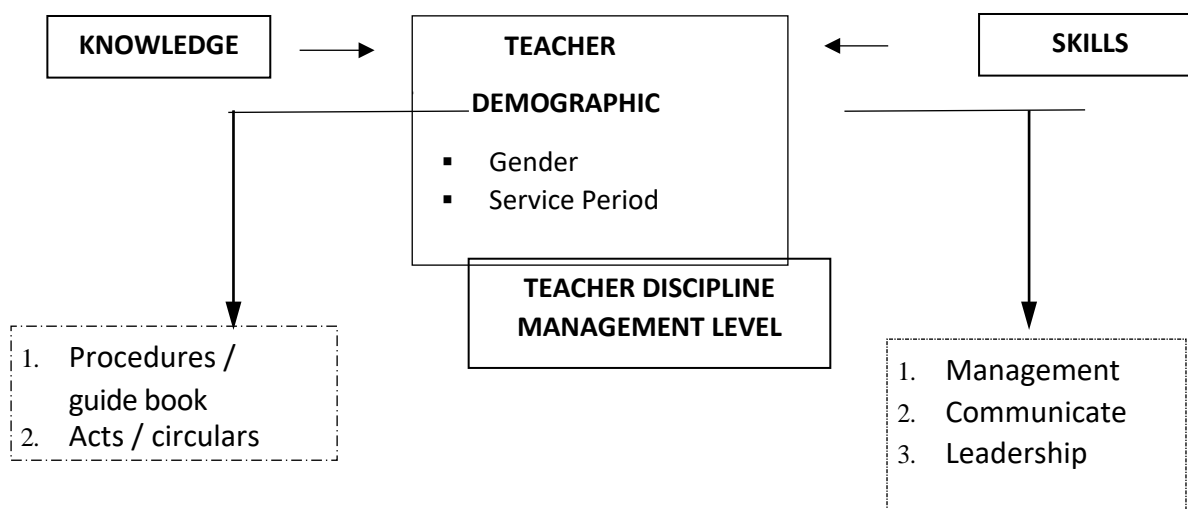 KNOWLEDGE
TEACHER
SKILLS
DEMOGRAPHIC
▪ Gender
▪ Service Period
TEACHER DISCIPLINE
MANAGEMENT LEVEL
1. Procedures /
guide book
2. Acts / circulars
1. Management
2. Communicate
3. Leadership